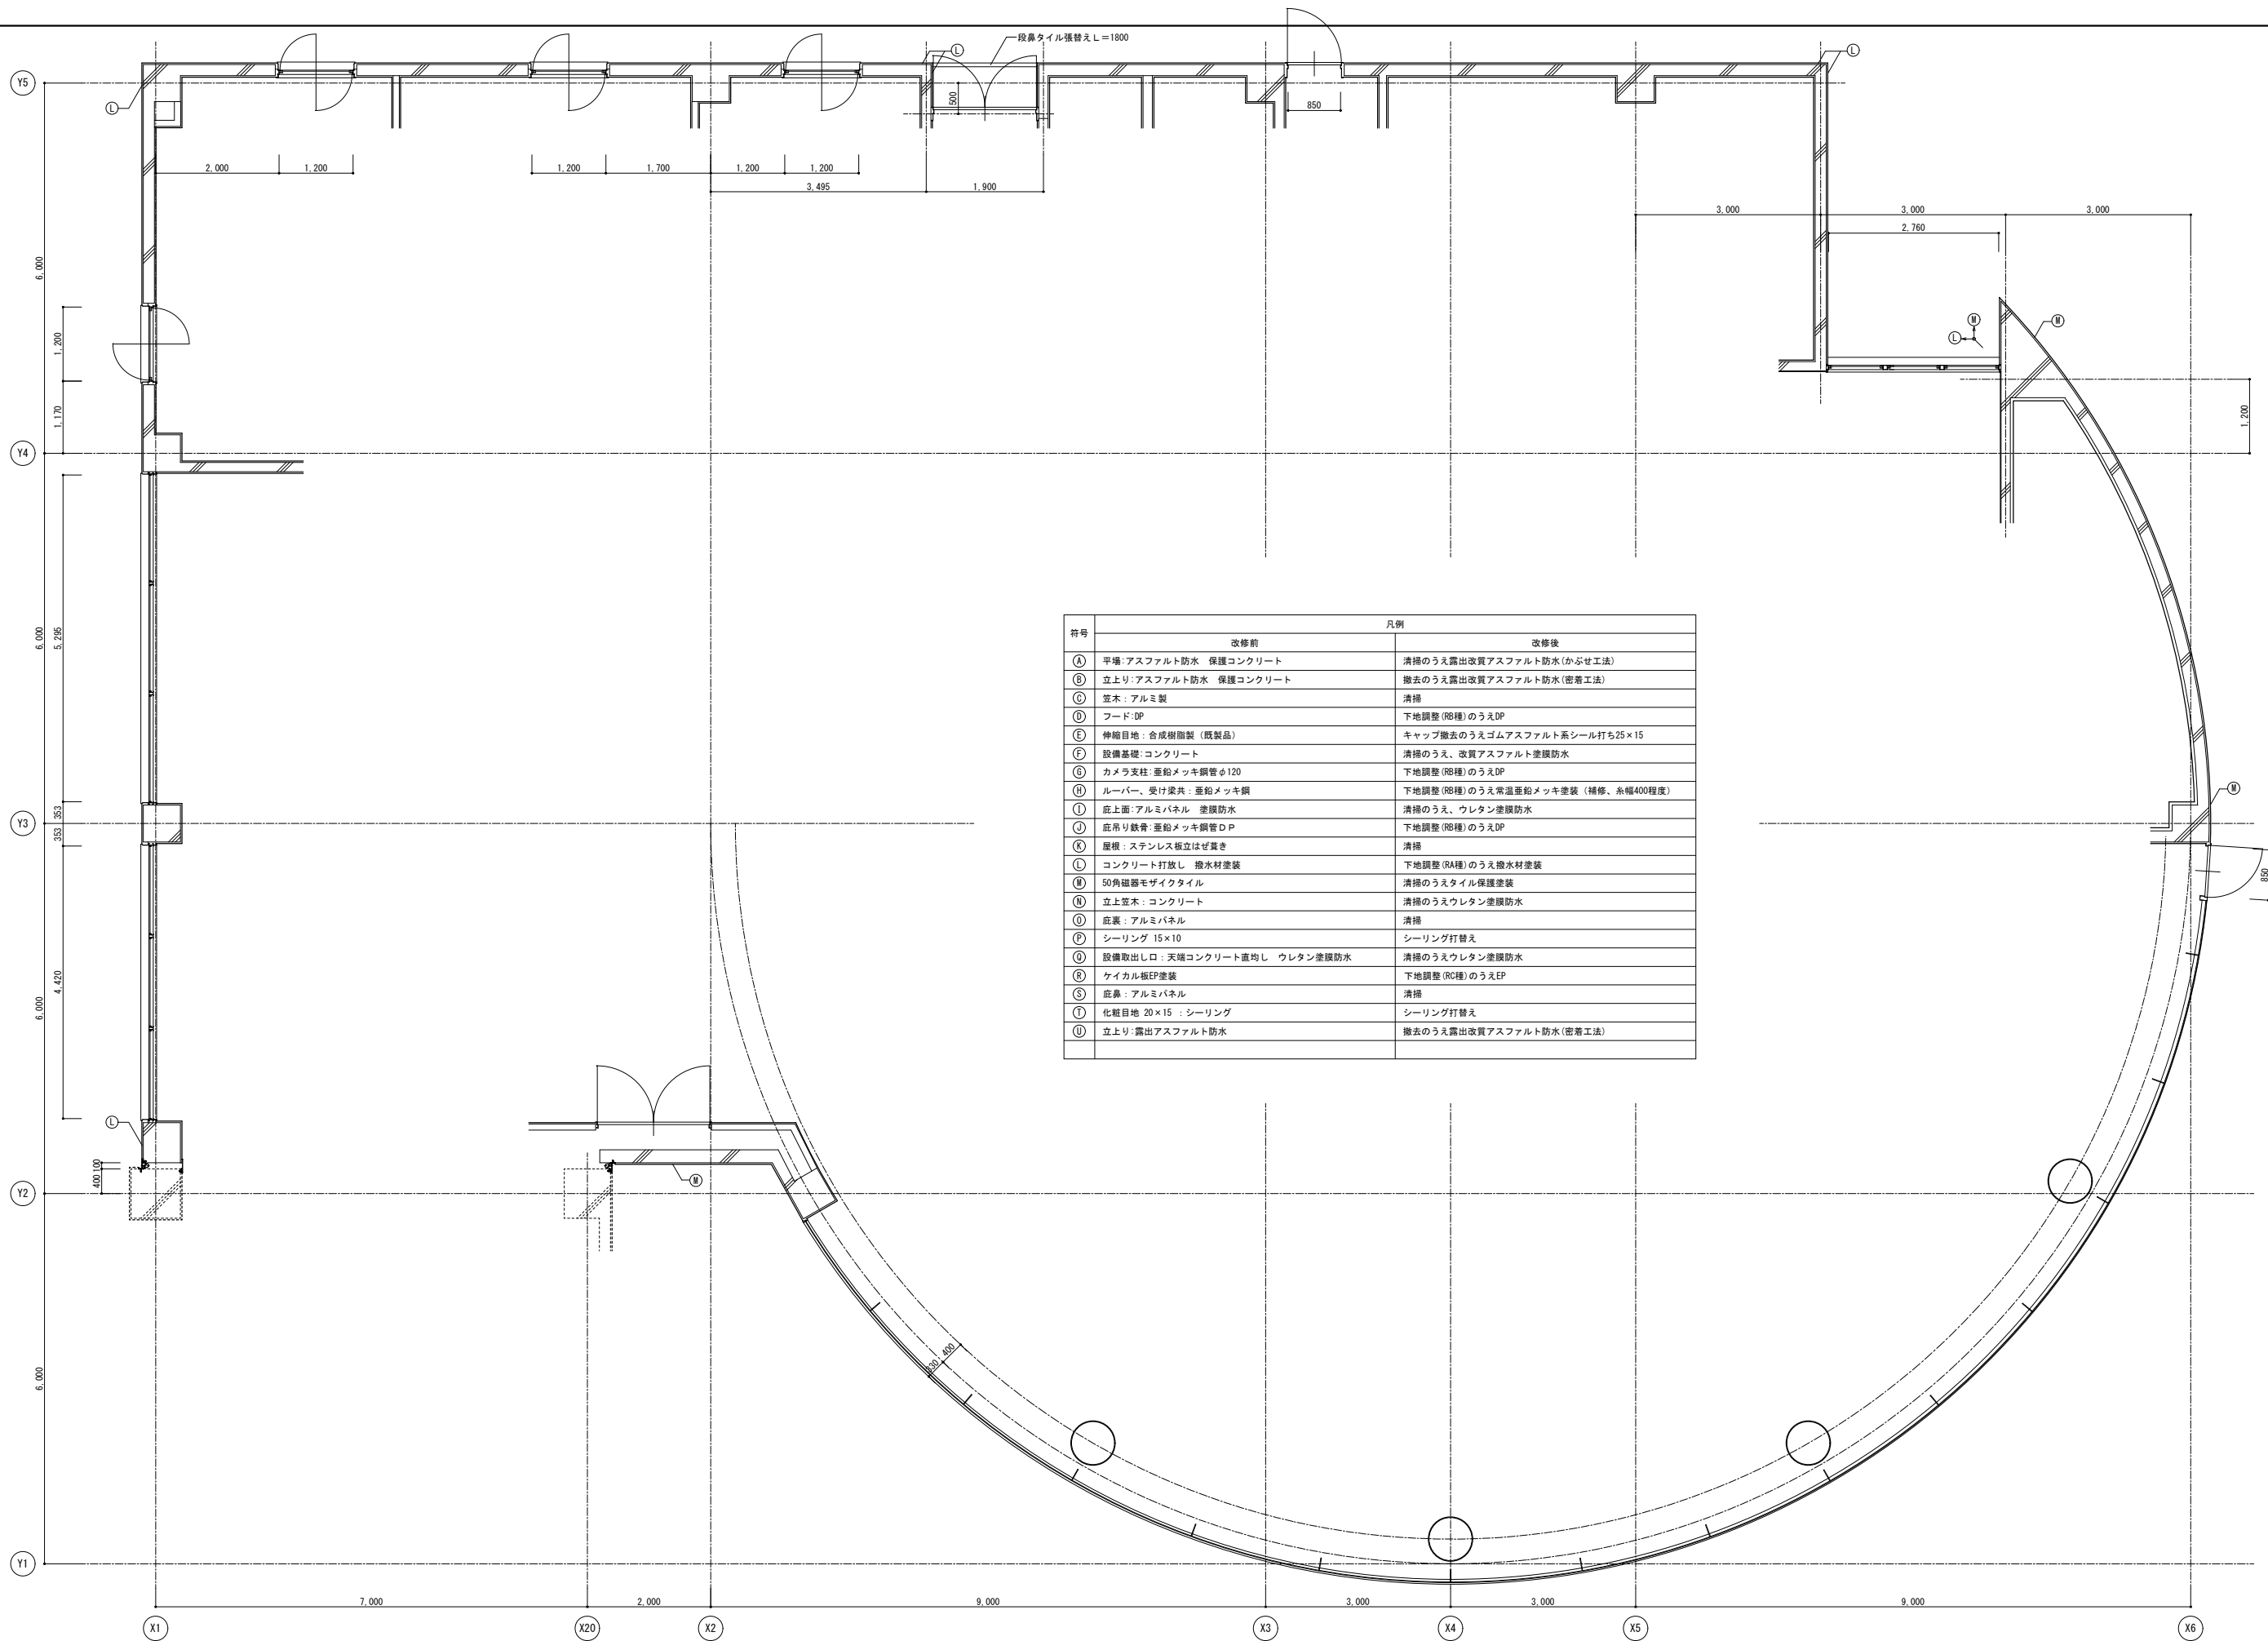 段鼻タイル張替えL=1800
L
L
L
Y5
500
850
2,000
1,200
1,200
1,700
1,200
1,200
3,495
1,900
3,000
3,000
3,000
2,760
6,000
1,200
1,170
M
L
M
1,200
Y4
6,000
5,295
353
353
Y3
M
850
符号
凡例
改修前 改修後
A 平場:アスファルト防水 保護コンクリート 清掃のうえ露出改質アスファルト防水(かぶせ工法)
B 立上り:アスファルト防水 保護コンクリート 撤去のうえ露出改質アスファルト防水(密着工法)
C 笠木:アルミ製 清掃
D フード:DP 下地調整(RB種)のうえDP
E 伸縮目地:合成樹脂製(既製品) キャップ撤去のうえゴムアスファルト系シール打ち25×15
F 設備基礎:コンクリート 清掃のうえ、改質アスファルト塗膜防水
G カメラ支柱:亜鉛メッキ鋼管φ120 下地調整(RB種)のうえDP
H ルーバー、受け梁共:亜鉛メッキ鋼 下地調整(RB種)のうえ常温亜鉛メッキ塗装(補修、糸幅400程度)
I 庇上面:アルミパネル 塗膜防水 清掃のうえ、ウレタン塗膜防水
J 庇吊り鉄骨:亜鉛メッキ鋼管DP 下地調整(RB種)のうえDP
K 屋根:ステンレス板立はぜ葺き 清掃
L コンクリート打放し 撥水材塗装 下地調整(RA種)のうえ撥水材塗装
M 50角磁器モザイクタイル 清掃のうえタイル保護塗装
N 立上笠木:コンクリート 清掃のうえウレタン塗膜防水
O 庇裏:アルミパネル 清掃
P シーリング 15×10 シーリング打替え
Q 設備取出し口:天端コンクリート直均し ウレタン塗膜防水 清掃のうえウレタン塗膜防水
R ケイカル板EP塗装 下地調整(RC種)のうえEP
S 庇鼻:アルミパネル 清掃
T 化粧目地 20×15 :シーリング シーリング打替え
U 立上り:露出アスファルト防水 撤去のうえ露出改質アスファルト防水(密着工法)
6,000
4,420
L
400
100
M
Y2
6,000
330
400
Y1
7,000
2,000
9,000
3,000
3,000
9,000
X1
X20
X2
X3
X4
X5
X6